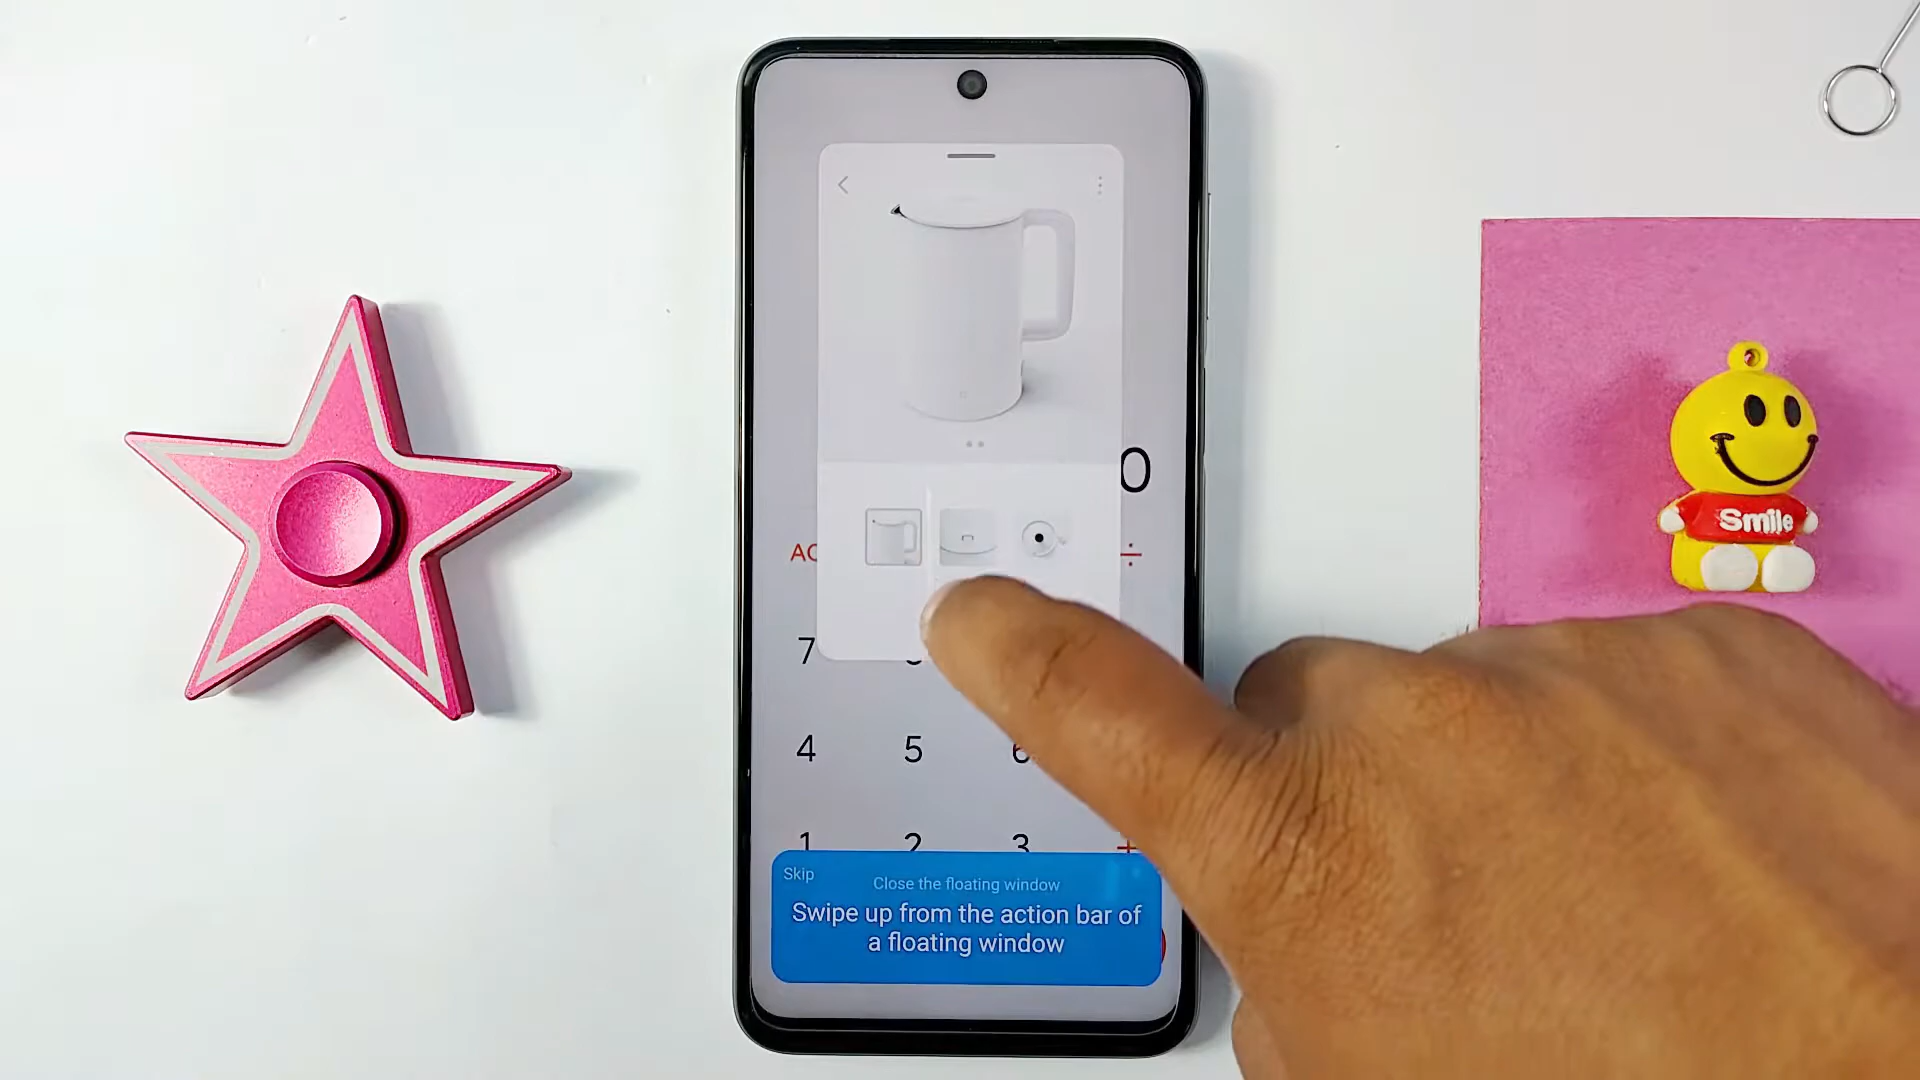 0
AC
÷
7
4 5 6
1 2 3 +
Skip
Close the floating window
Swipe up from the action bar of
a floating window
Smile